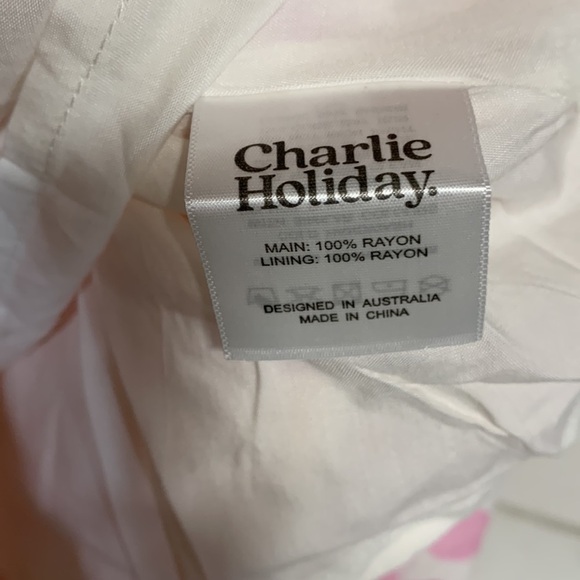 Charlie
Holiday.
MAIN: 100% RAYON
LINING: 100% RAYON
DESIGNED IN AUSTRALIA
MADE IN CHINA